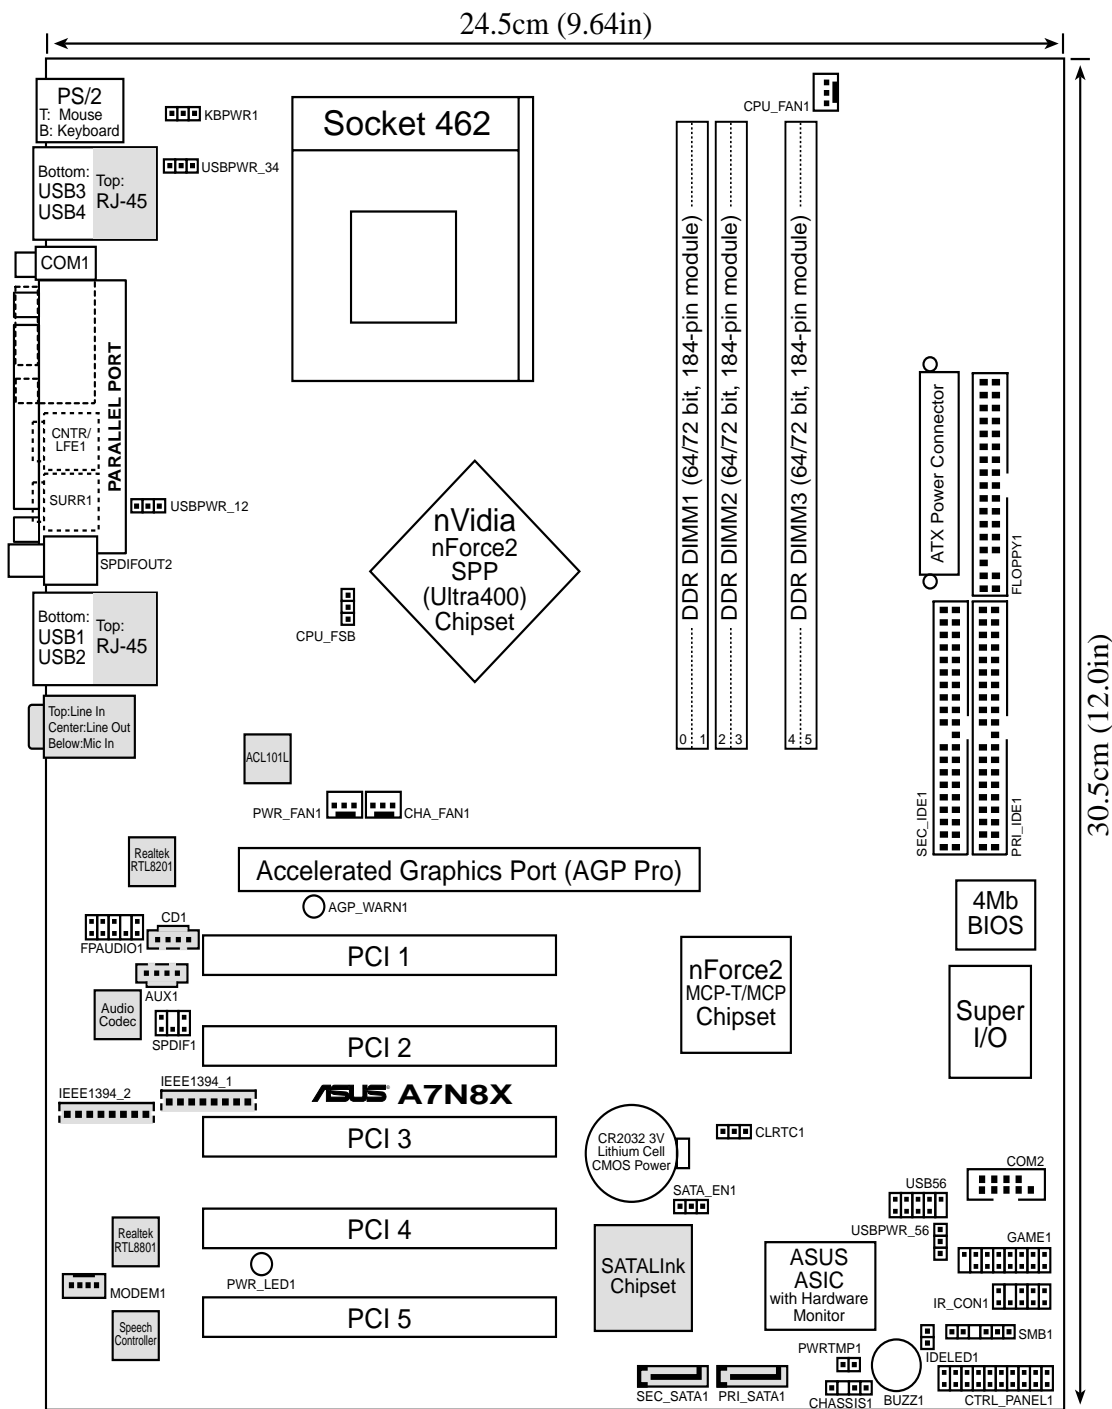 24.5cm (9.64in)
PS/2
T: Mouse
B: Keyboard
KBPWR1
Socket 462
CPU_FAN1
Bottom:
USB3
USB4
Top:
RJ-45
USBPWR_34
COM1
PARALLEL PORT
CNTR/
LFE1
SURR1
USBPWR_12
SPDIFOUT2
nVidia
nForce2
SPP
(Ultra400)
Chipset
CPU_FSB
DDR DIMM1 (64/72 bit, 184-pin module)
DDR DIMM2 (64/72 bit, 184-pin module)
DDR DIMM3 (64/72 bit, 184-pin module)
0 1
2 3
4 5
ATX Power Connector
FLOPPY1
SEC_IDE1
PRI_IDE1
30.5cm (12.0in)
Bottom:
USB1
USB2
Top:
RJ-45
Top:Line In
Center:Line Out
Below:Mic In
ACL101L
PWR_FAN1
CHA_FAN1
Realtek
RTL8201
Accelerated Graphics Port (AGP Pro)
AGP_WARN1
4Mb
BIOS
FPAUDIO1
CD1
PCI 1
AUX1
nForce2
MCP-T/MCP
Chipset
Super
I/O
Audio
Codec
SPDIF1
PCI 2
IEEE1394_2
IEEE1394_1
ASUS A7N8X
PCI 3
CR2032 3V
Lithium Cell
CMOS Power
CLRTC1
COM2
SATA_EN1
USB56
USBPWR_56
GAME1
Realtek
RTL8801
PCI 4
PWR_LED1
SATALInk
Chipset
ASUS
ASIC
with Hardware
Monitor
IR_CON1
MODEM1
Speech
Controller
PCI 5
SMB1
PWRTMP1
IDELED1
SEC_SATA1
PRI_SATA1
CHASSIS1
BUZZ1
CTRL_PANEL1